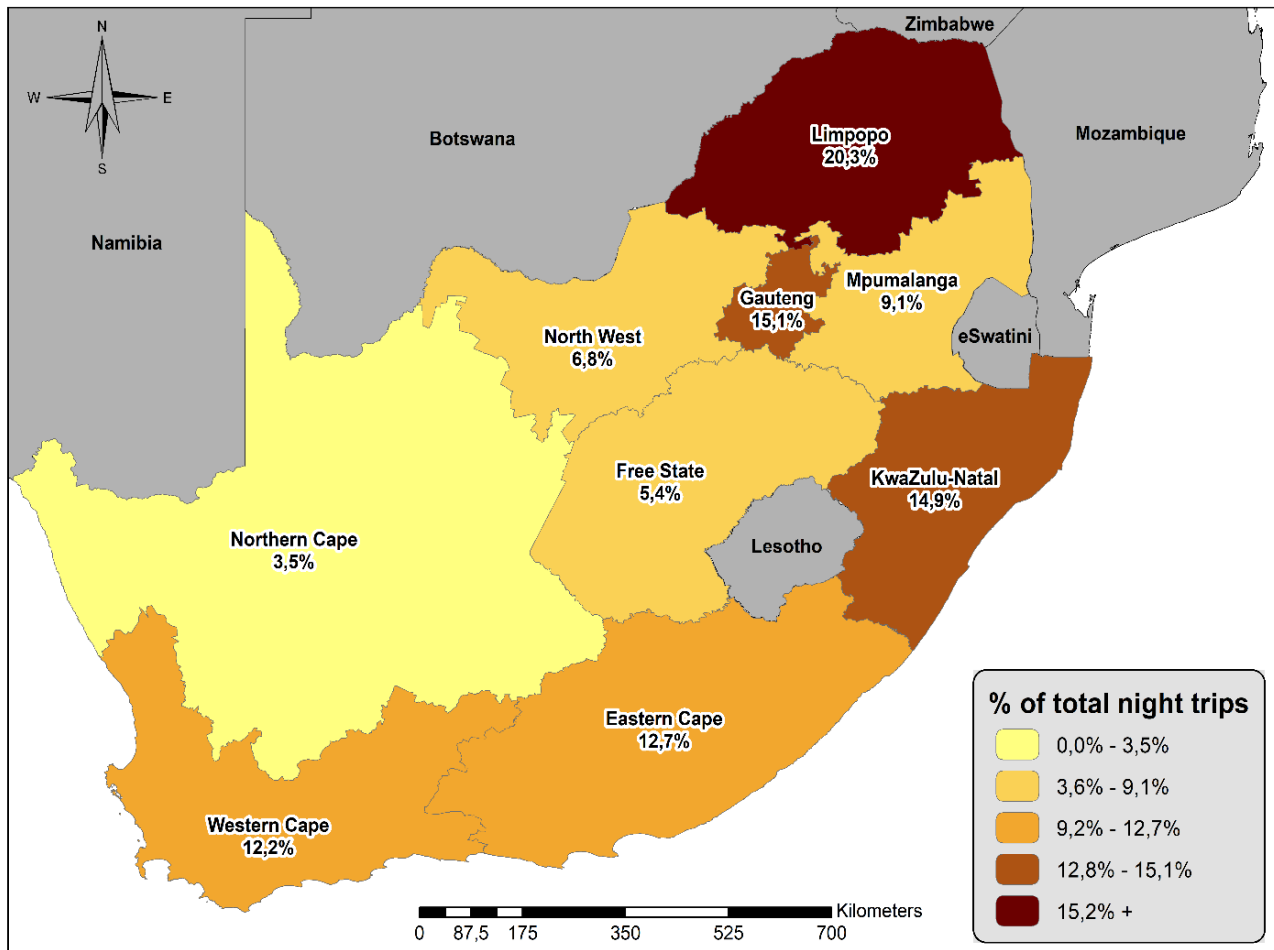 Zimbabwe
N
W
E
S
Botswana
Mozambique
Limpopo
20,3%
Namibia
Mpumalanga
9,1%
Gauteng
15,1%
North West
6,8%
eSwatini
Free State
5,4%
KwaZulu-Natal
14,9%
Northern Cape
3,5%
Lesotho
Eastern Cape
12,7%
Western Cape
12,2%
% of total night trips
0,0% - 3,5%
3,6% - 9,1%
9,2% - 12,7%
12,8% - 15,1%
15,2% +
Kilometers
0 87,5 175 350 525 700